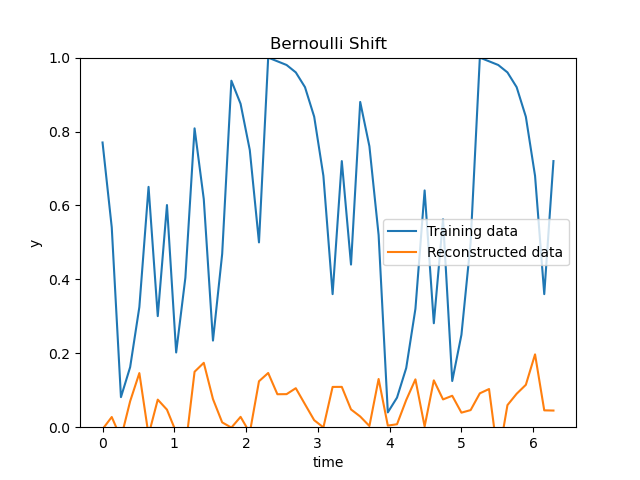 Bernoulli Shift
1.0
0.8
0.6
0.4
0.2
0.0
y
Training data
Reconstructed data
0 1 2 3 4 5 6
time